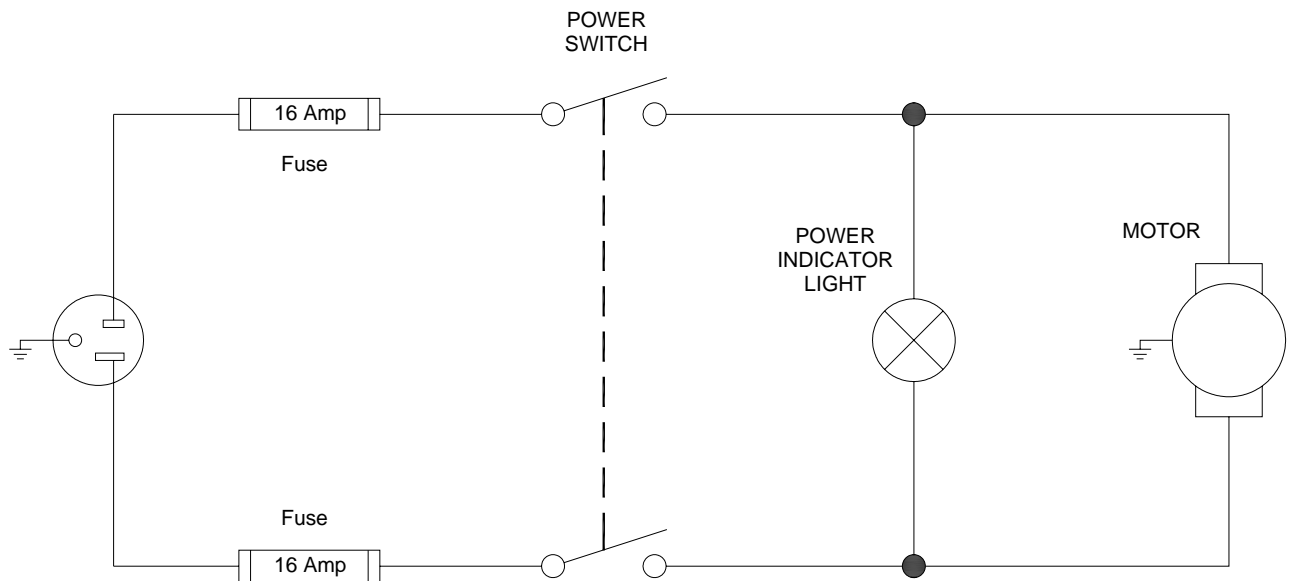 POWER
SWITCH
16 Amp
Fuse
POWER
INDICATOR
LIGHT
MOTOR
Fuse
16 Amp